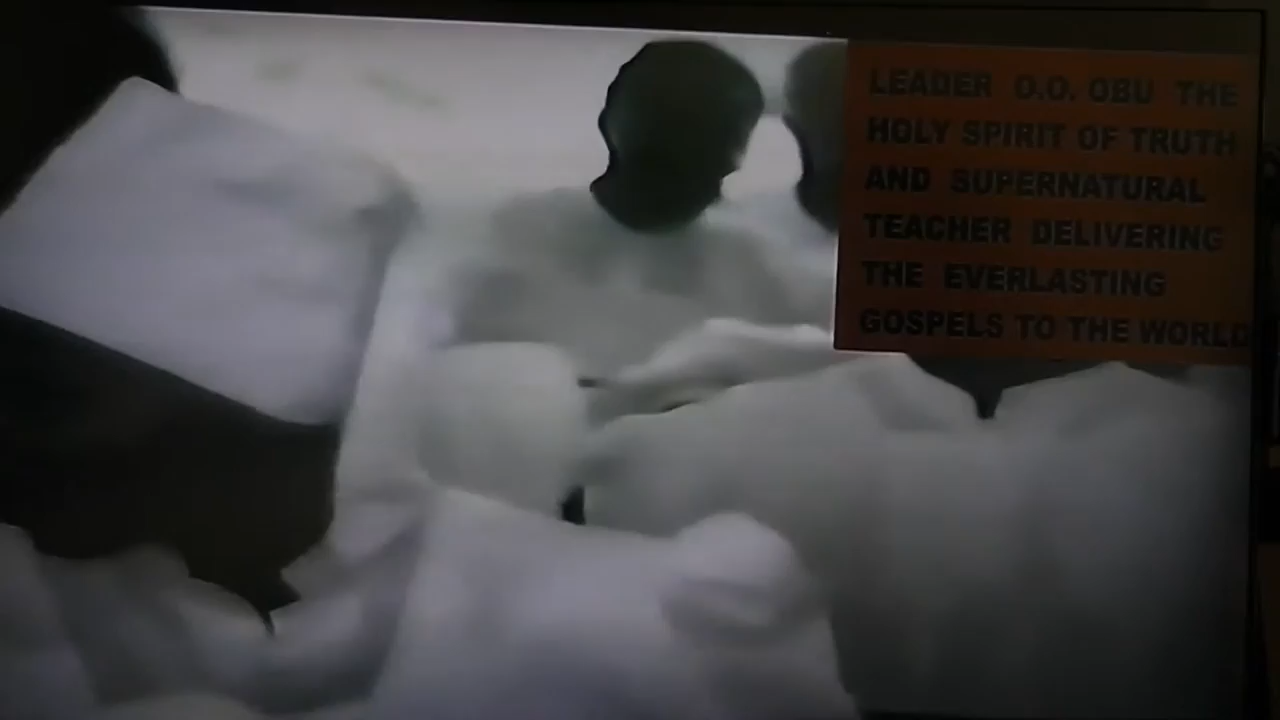 LEADER O.O. OBU THE
HOLY SPIRIT OF TRUTH
AND SUPERNATURAL
TEACHER DELIVERING
THE EVERLASTING
GOSPELS TO THE WORLD